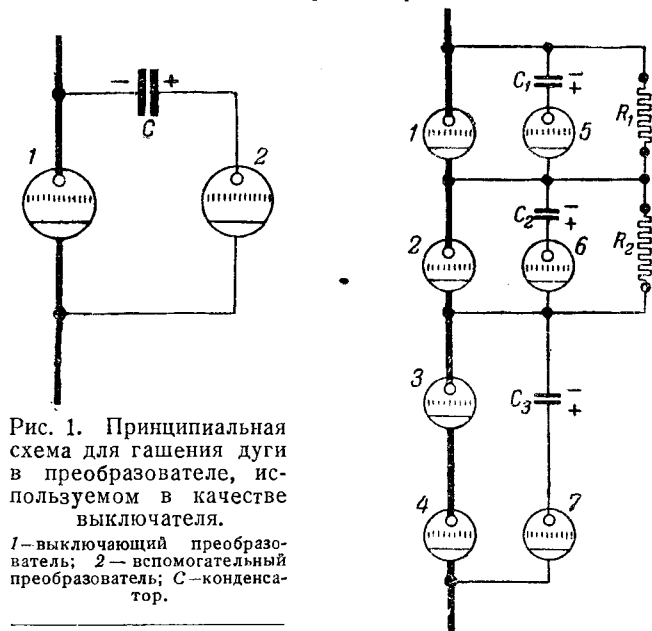 1
− +
C
2
1
C₁
− +
5
R₁
2
C₂
− +
6
R₂
3
C₃
− +
4
7
Рис. 1. Принципиальная
схема для гашения дуги
в преобразователе, ис-
пользуемом в качестве
выключателя.
1—выключающий преобразо-
ватель; 2 — вспомогательный
преобразователь; C—конденса-
тор.